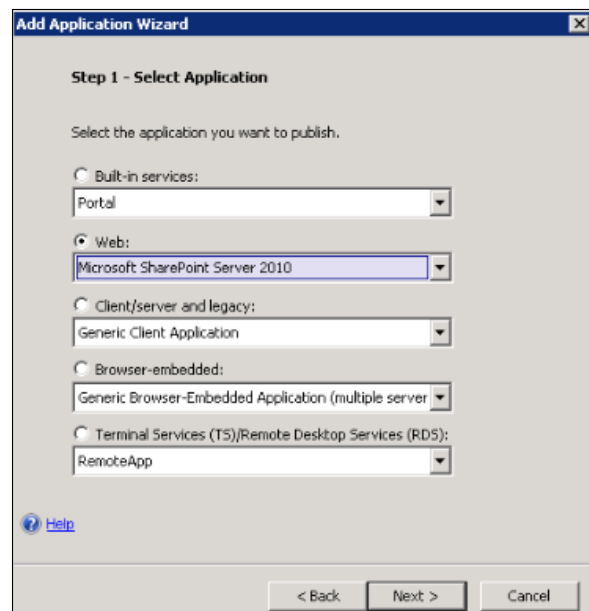 Add Application Wizard
Step 1 - Select Application
Select the application you want to publish.
Built-in services:
Portal
Web:
Microsoft SharePoint Server 2010
Client/server and legacy:
Generic Client Application
Browser-embedded:
Generic Browser-Embedded Application (multiple server
Terminal Services (TS)/Remote Desktop Services (RDS):
RemoteApp
Help
< Back Next > Cancel